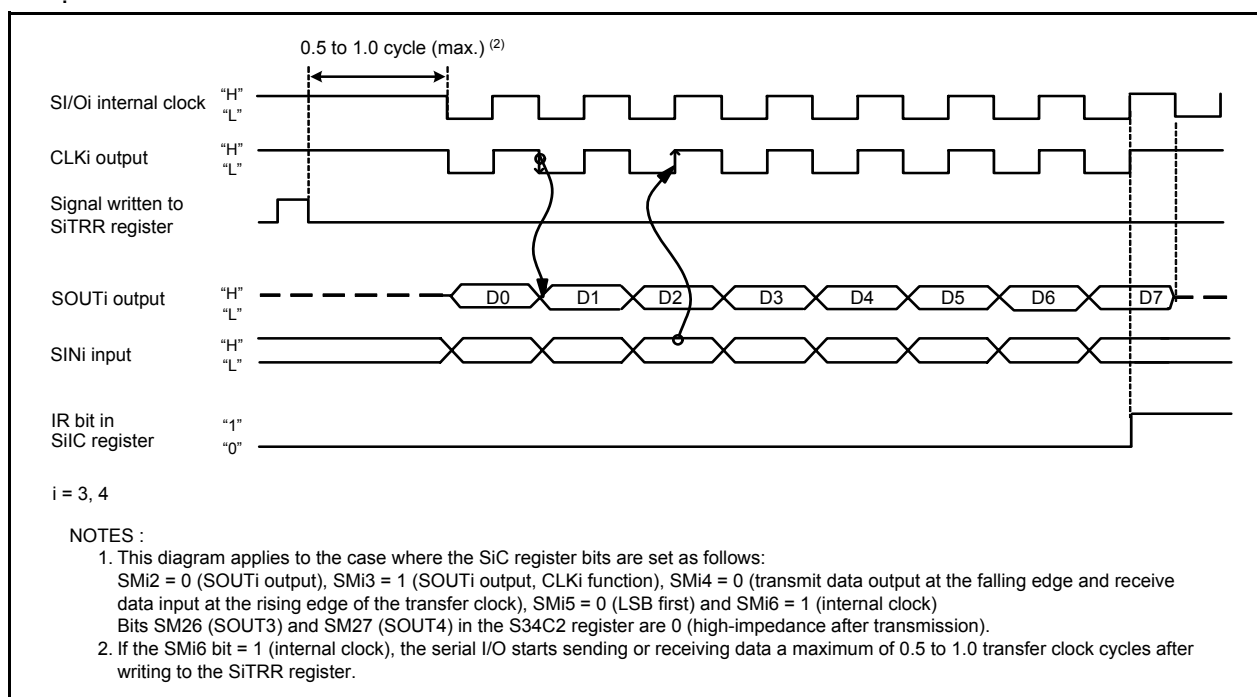 0.5 to 1.0 cycle (max.) (2)
SI/Oi internal clock “H” “L”
CLKi output “H” “L”
Signal written to
SiTRR register
SOUTi output “H” “L”
D0 D1 D2 D3 D4 D5 D6 D7
SINi input “H” “L”
IR bit in
SiIC register “1” “0”
i = 3, 4
NOTES :
1. This diagram applies to the case where the SiC register bits are set as follows:
SMi2 = 0 (SOUTi output), SMi3 = 1 (SOUTi output, CLKi function), SMi4 = 0 (transmit data output at the falling edge and receive
data input at the rising edge of the transfer clock), SMi5 = 0 (LSB first) and SMi6 = 1 (internal clock)
Bits SM26 (SOUT3) and SM27 (SOUT4) in the S34C2 register are 0 (high-impedance after transmission).
2. If the SMi6 bit = 1 (internal clock), the serial I/O starts sending or receiving data a maximum of 0.5 to 1.0 transfer clock cycles after
writing to the SiTRR register.